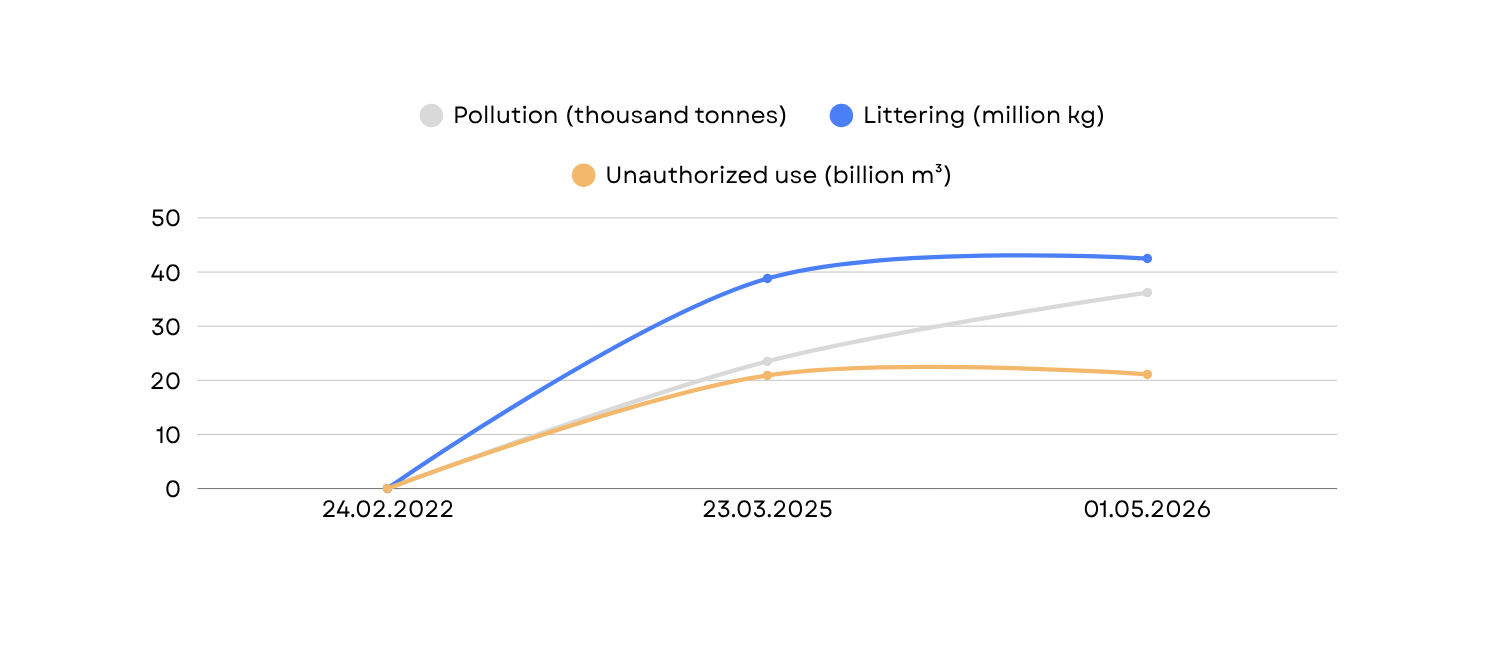 Pollution (thousand tonnes) Littering (million kg)
Unauthorized use (billion m³)
50
40
30
20
10
0
24.02.2022 23.03.2025 01.05.2026